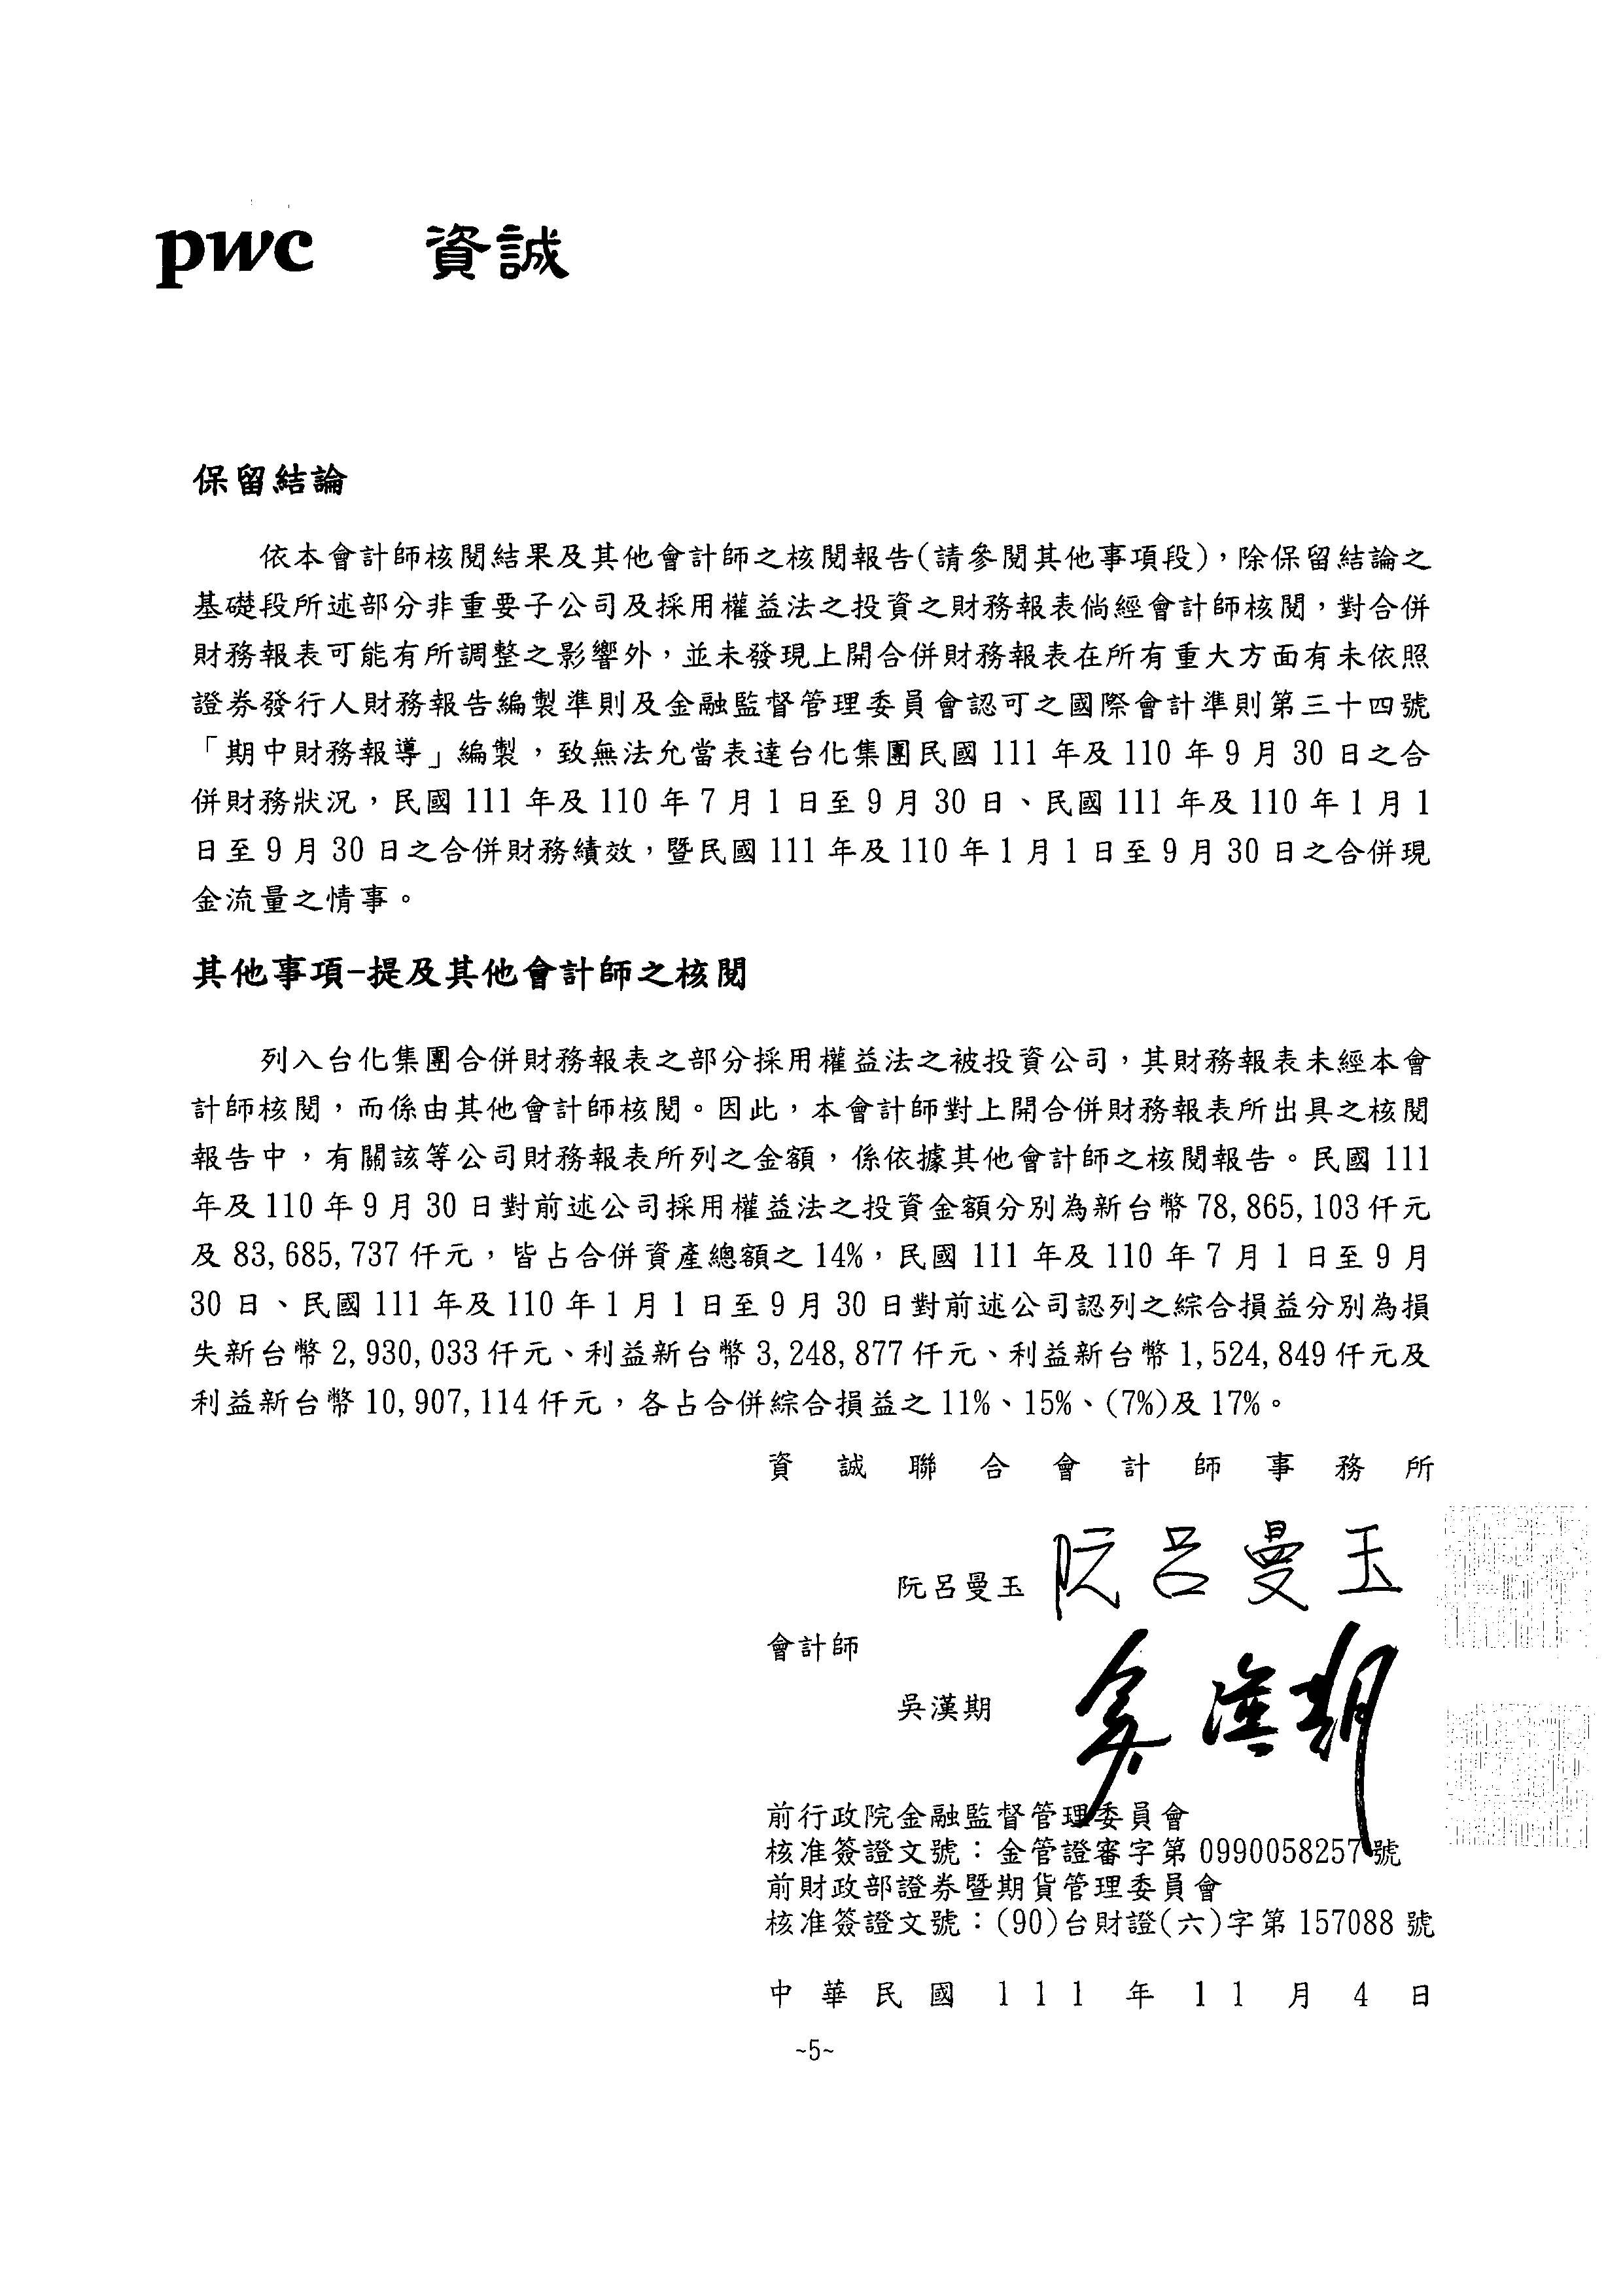 pwc 資誠
保留結論
依本會計師核閱結果及其他會計師之核閱報告(請參閱其他事項段)，除保留結論之
基礎段所述部分非重要子公司及採用權益法之投資之財務報表倘經會計師核閱，對合併
財務報表可能有所調整之影響外，並未發現上開合併財務報表在所有重大方面有未依照
證券發行人財務報告編製準則及金融監督管理委員會認可之國際會計準則第三十四號
「期中財務報導」編製，致無法允當表達台化集團民國 111 年及 110 年 9 月 30 日之合
併財務狀況，民國 111 年及 110 年 7 月 1 日至 9 月 30 日、民國 111 年及 110 年 1 月 1
日至 9 月 30 日之合併財務績效，暨民國 111 年及 110 年 1 月 1 日至 9 月 30 日之合併現
金流量之情事。
其他事項-提及其他會計師之核閱
列入台化集團合併財務報表之部分採用權益法之被投資公司，其財務報表未經本會
計師核閱，而係由其他會計師核閱。因此，本會計師對上開合併財務報表所出具之核閱
報告中，有關該等公司財務報表所列之金額，係依據其他會計師之核閱報告。民國 111
年及 110 年 9 月 30 日對前述公司採用權益法之投資金額分別為新台幣 78,865,103 仟元
及 83,685,737 仟元，皆占合併資產總額之 14%，民國 111 年及 110 年 7 月 1 日至 9 月
30 日、民國 111 年及 110 年 1 月 1 日至 9 月 30 日對前述公司認列之綜合損益分別為損
失新台幣 2,930,033 仟元、利益新台幣 3,248,877 仟元、利益新台幣 1,524,849 仟元及
利益新台幣 10,907,114 仟元，各占合併綜合損益之 11%、15%、(7%)及 17%。
資誠聯合會計師事務所
阮呂曼玉 阮呂曼玉
會計師
吳漢期 吳漢期
前行政院金融監督管理委員會
核准簽證文號：金管證審字第 0990058257 號
前財政部證券暨期貨管理委員會
核准簽證文號：(90)台財證(六)字第 157088 號
中華民國 111 年 11 月 4 日
~5~